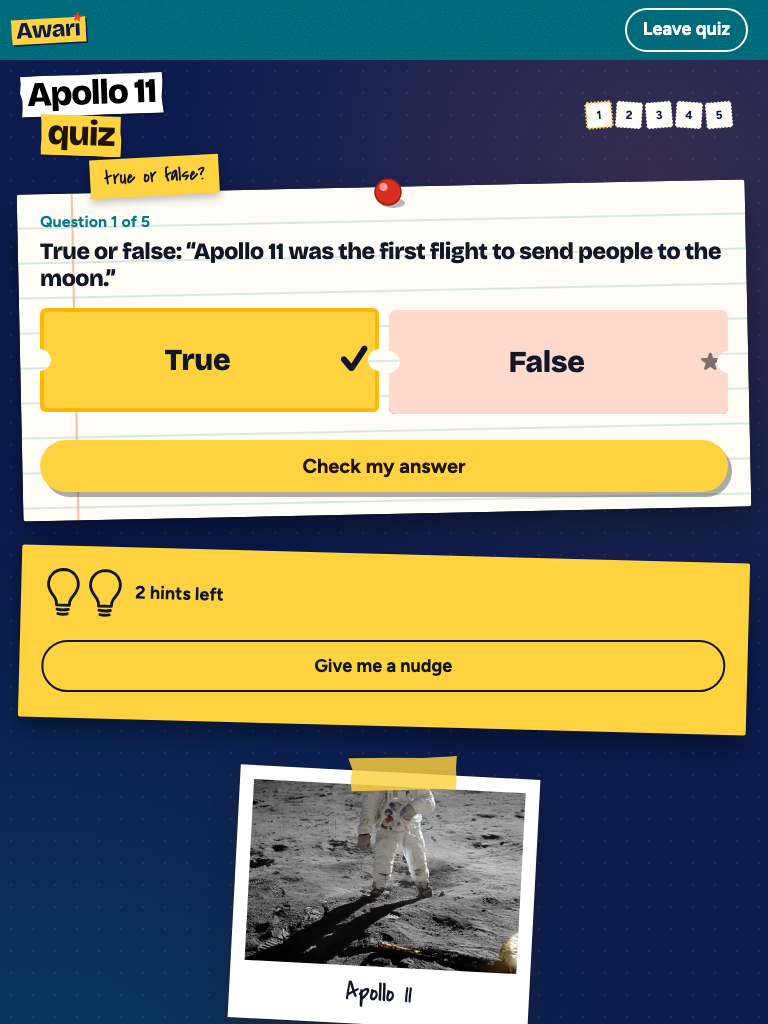 Awari
Leave quiz
Apollo 11
quiz
1 2 3 4 5
true or false?
Question 1 of 5
True or false: “Apollo 11 was the first flight to send people to the
moon.”
True
False
Check my answer
2 hints left
Give me a nudge
Apollo 11